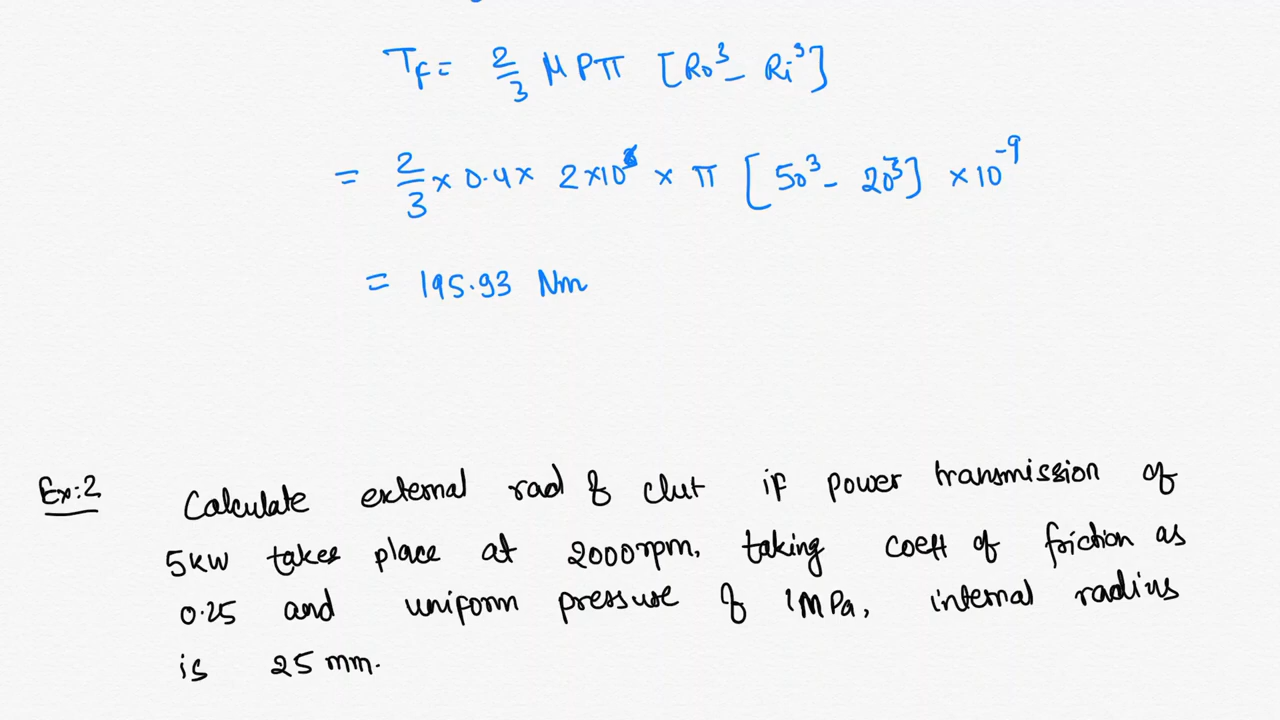 T_F = 2/3 μ P π [Ro³ - Ri³]
= 2/3 × 0.4 × 2×10⁶ × π [50³ - 20³] × 10⁻⁹
= 195.93 Nm
Ex:2 Calculate external rad of clut if power transmission of
5kw takes place at 2000rpm, taking coeff of friction as
0.25 and uniform pressure of 1MPa, internal radius
is 25 mm.